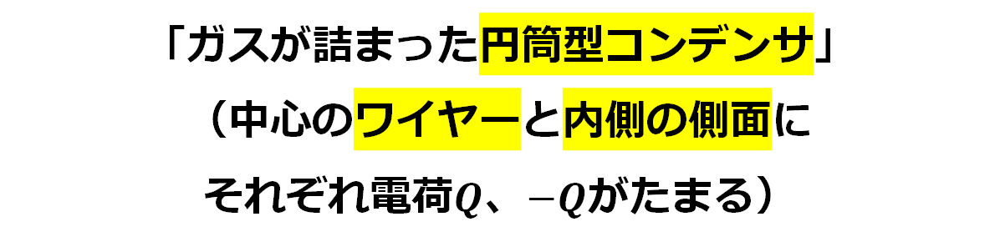 「ガスが詰まった円筒型コンデンサ」
（中心のワイヤーと内側の側面に
それぞれ電荷Q、−Qがたまる）